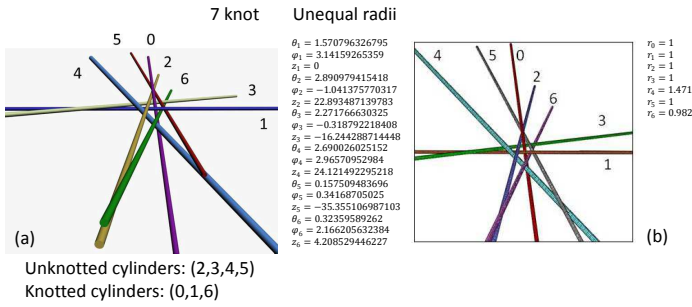 7 knot
Unequal radii
5
0
2
4
6
3
1
(a)
Unknotted cylinders: (2,3,4,5)
Knotted cylinders: (0,1,6)
θ₁ = 1.570796326795
φ₁ = 3.14159265359
z₁ = 0
θ₂ = 2.890979415418
φ₂ = −1.041375770317
z₂ = 22.893487139783
θ₃ = 2.271766630325
φ₃ = −0.318792218408
z₃ = −16.244288714448
θ₄ = 2.690026025152
φ₄ = 2.96570952984
z₄ = 24.121492295218
θ₅ = 0.157509483696
φ₅ = 0.34168705025
z₅ = −35.355106987103
θ₆ = 0.32359589262
φ₆ = 2.166205632384
z₆ = 4.208529446227
4
5
0
2
6
3
1
(b)
r₀ = 1
r₁ = 1
r₂ = 1
r₃ = 1
r₄ = 1.471
r₅ = 1
r₆ = 0.982